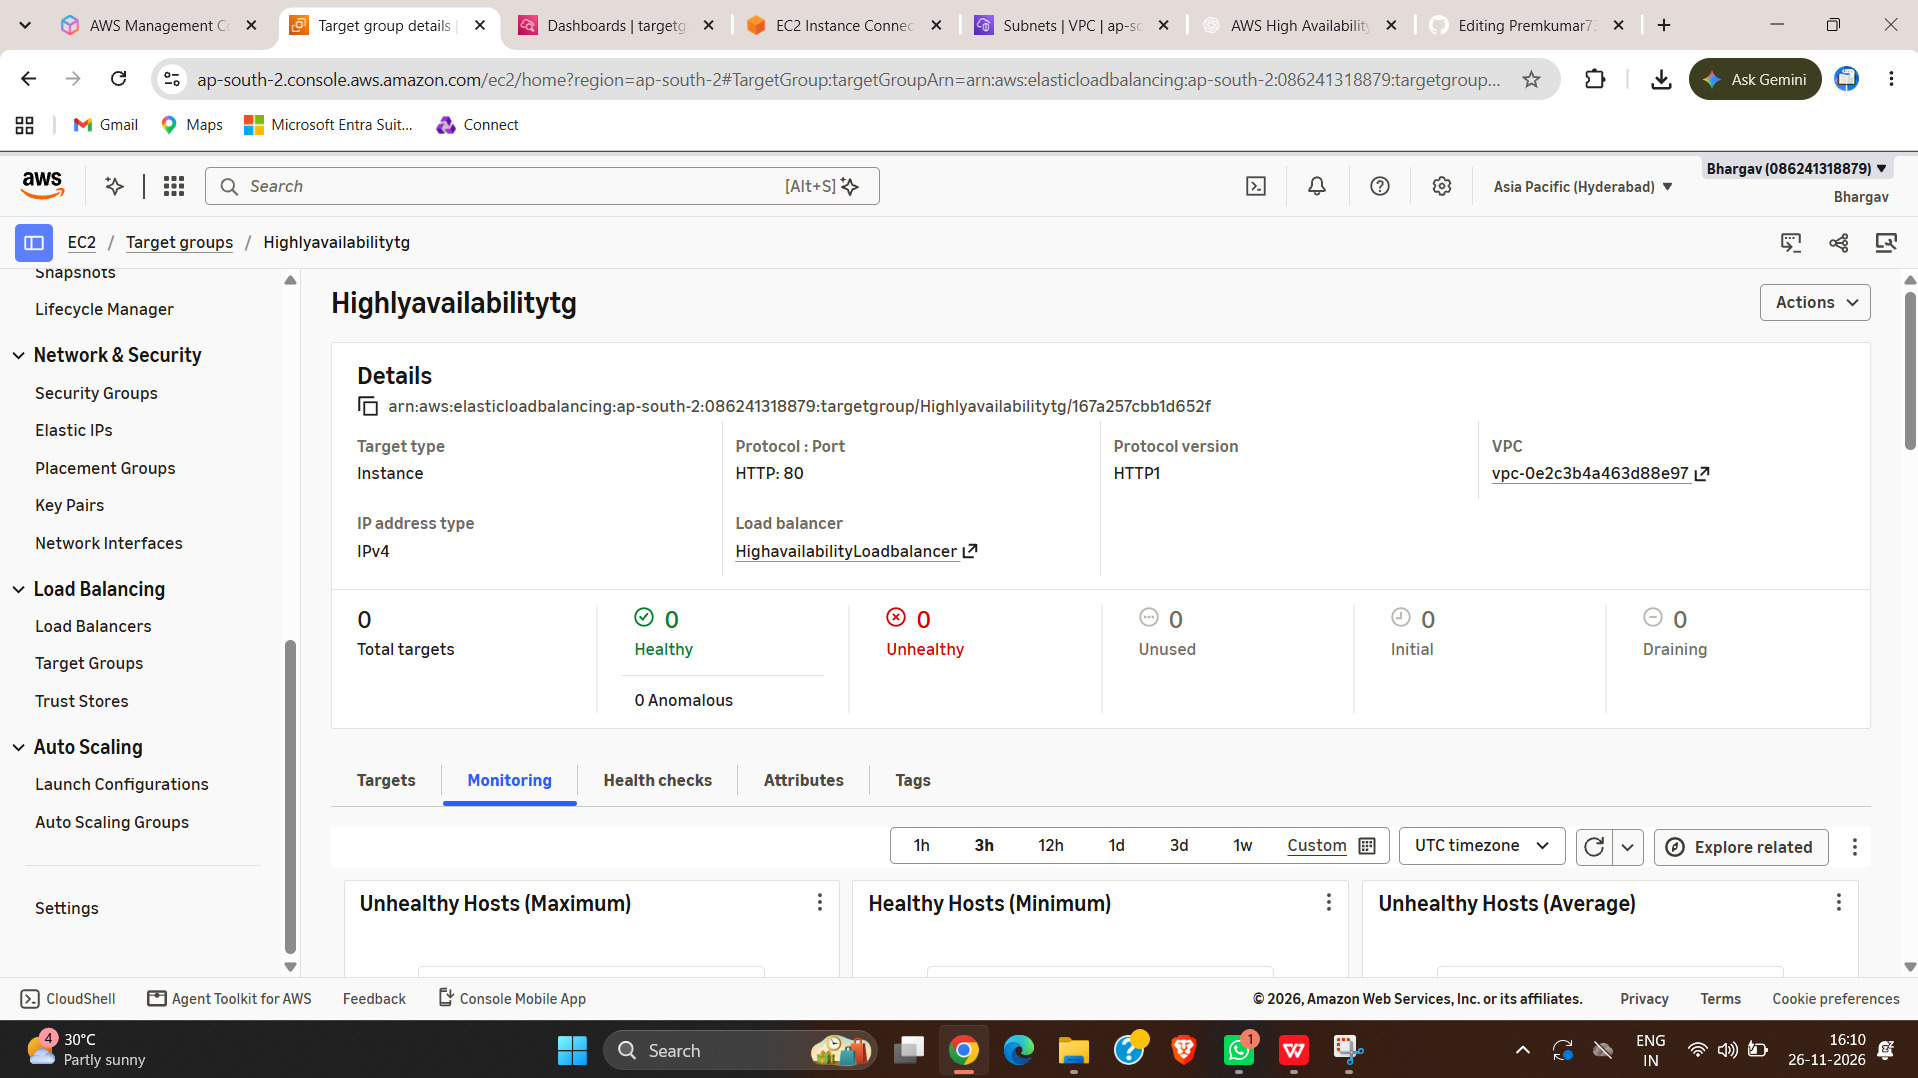 AWS Management Co
Target group details |
Dashboards | targetg
EC2 Instance Connec
Subnets | VPC | ap-so
AWS High Availability
Editing Premkumar73
ap-south-2.console.aws.amazon.com/ec2/home?region=ap-south-2#TargetGroup:targetGroupArn=arn:aws:elasticloadbalancing:ap-south-2:086241318879:targetgroup...
Ask Gemini
Gmail
Maps
Microsoft Entra Suit...
Connect
aws
Search
[Alt+S]
Asia Pacific (Hyderabad)
Bhargav (086241318879)
Bhargav
EC2 / Target groups / Highlyavailabilitytg
Snapshots
Lifecycle Manager
Network & Security
Security Groups
Elastic IPs
Placement Groups
Key Pairs
Network Interfaces
Load Balancing
Load Balancers
Target Groups
Trust Stores
Auto Scaling
Launch Configurations
Auto Scaling Groups
Settings
Highlyavailabilitytg
Actions
Details
arn:aws:elasticloadbalancing:ap-south-2:086241318879:targetgroup/Highlyavailabilitytg/167a257cbb1d652f
Target type
Instance
Protocol : Port
HTTP: 80
Protocol version
HTTP1
VPC
vpc-0e2c3b4a463d88e97
IP address type
IPv4
Load balancer
HighavailabilityLoadbalancer
0
Total targets
0
Healthy
0 Anomalous
0
Unhealthy
0
Unused
0
Initial
0
Draining
Targets
Monitoring
Health checks
Attributes
Tags
1h
3h
12h
1d
3d
1w
Custom
UTC timezone
Explore related
Unhealthy Hosts (Maximum)
Healthy Hosts (Minimum)
Unhealthy Hosts (Average)
CloudShell
Agent Toolkit for AWS
Feedback
Console Mobile App
© 2026, Amazon Web Services, Inc. or its affiliates.
Privacy
Terms
Cookie preferences
4
30°C
Partly sunny
Search
1
ENG
IN
16:10
26-11-2026